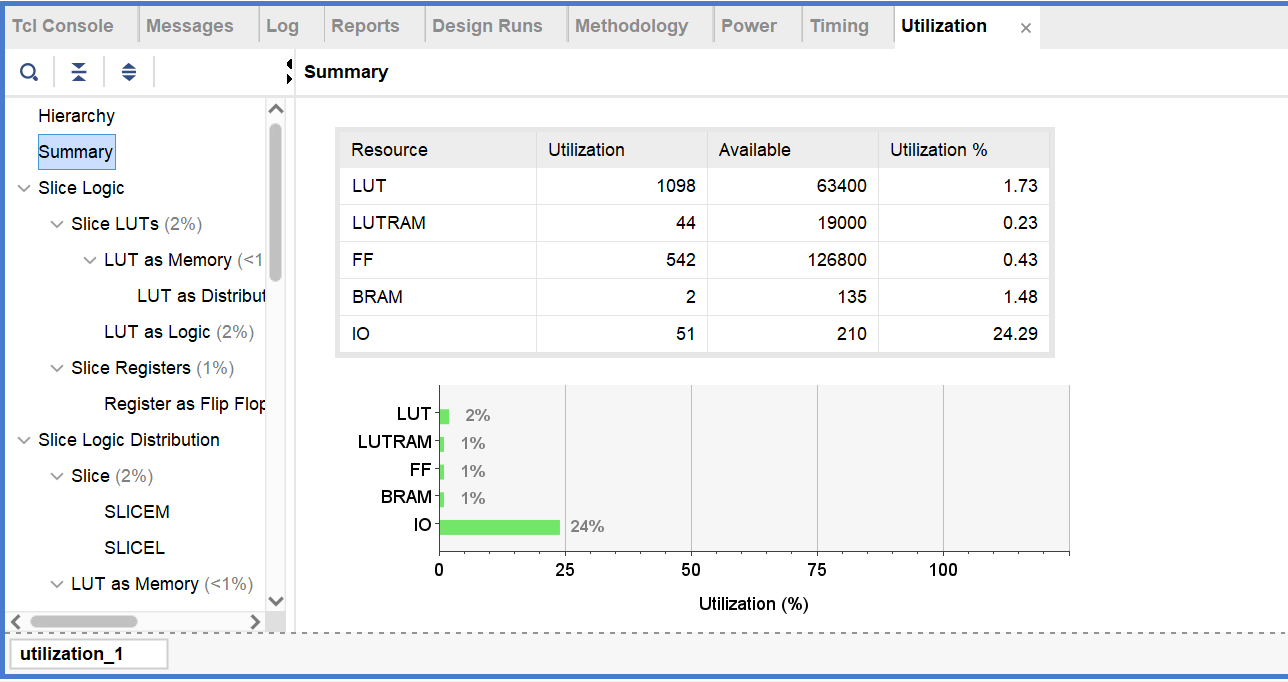 Tcl Console Messages Log Reports Design Runs Methodology Power Timing Utilization ×
Summary
Hierarchy
Summary
Slice Logic
Slice LUTs (2%)
LUT as Memory (<1
LUT as Distribut
LUT as Logic (2%)
Slice Registers (1%)
Register as Flip Flop
Slice Logic Distribution
Slice (2%)
SLICEM
SLICEL
LUT as Memory (<1%)
Resource Utilization Available Utilization %
LUT 1098 63400 1.73
LUTRAM 44 19000 0.23
FF 542 126800 0.43
BRAM 2 135 1.48
IO 51 210 24.29
LUT 2%
LUTRAM 1%
FF 1%
BRAM 1%
IO 24%
0 25 50 75 100
Utilization (%)
utilization_1